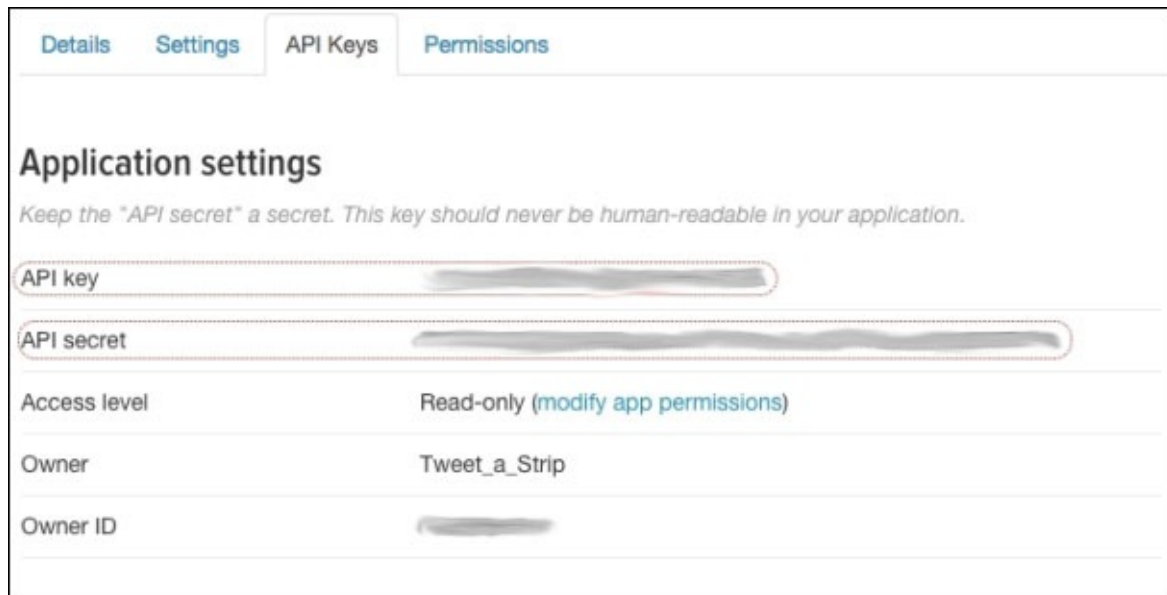 Details Settings API Keys Permissions
Application settings
Keep the "API secret" a secret. This key should never be human-readable in your application.
API key
API secret
Access level Read-only (modify app permissions)
Owner Tweet_a_Strip
Owner ID